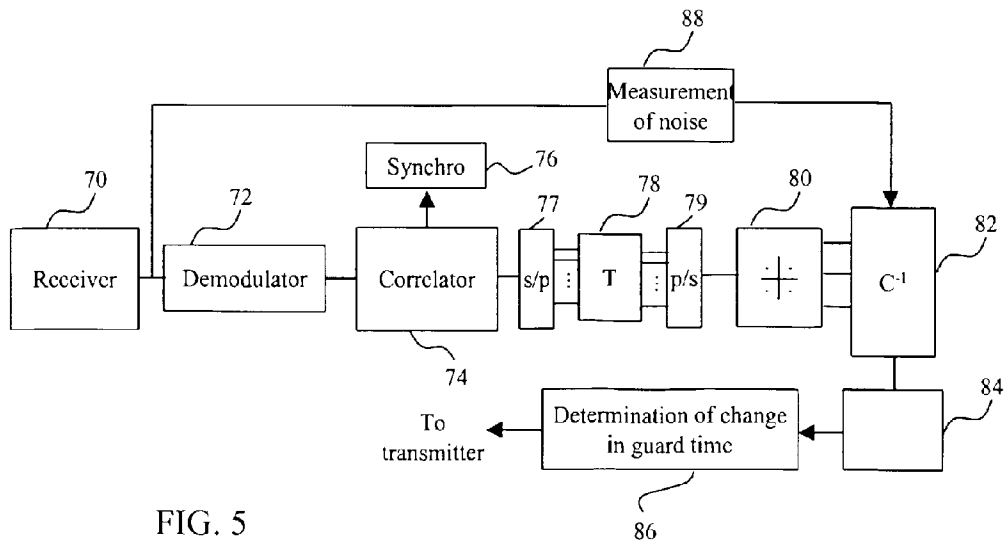 88
Measurement
of noise
Synchro
76
70
72
77
78
79
80
82
Receiver
Demodulator
Correlator
s/p
T
p/s
C⁻¹
74
84
To
transmitter
Determination of change
in guard time
86
FIG. 5